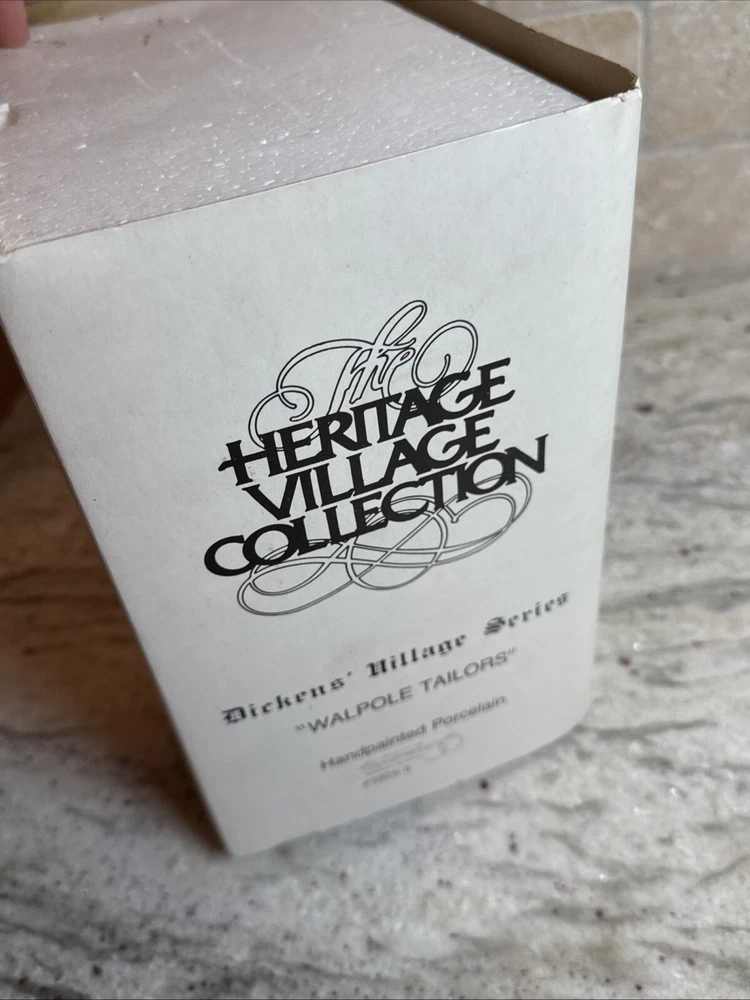 The
HERITAGE
VILLAGE
COLLECTION
Dickens' Village Series
"WALPOLE TAILORS"
Handpainted Porcelain